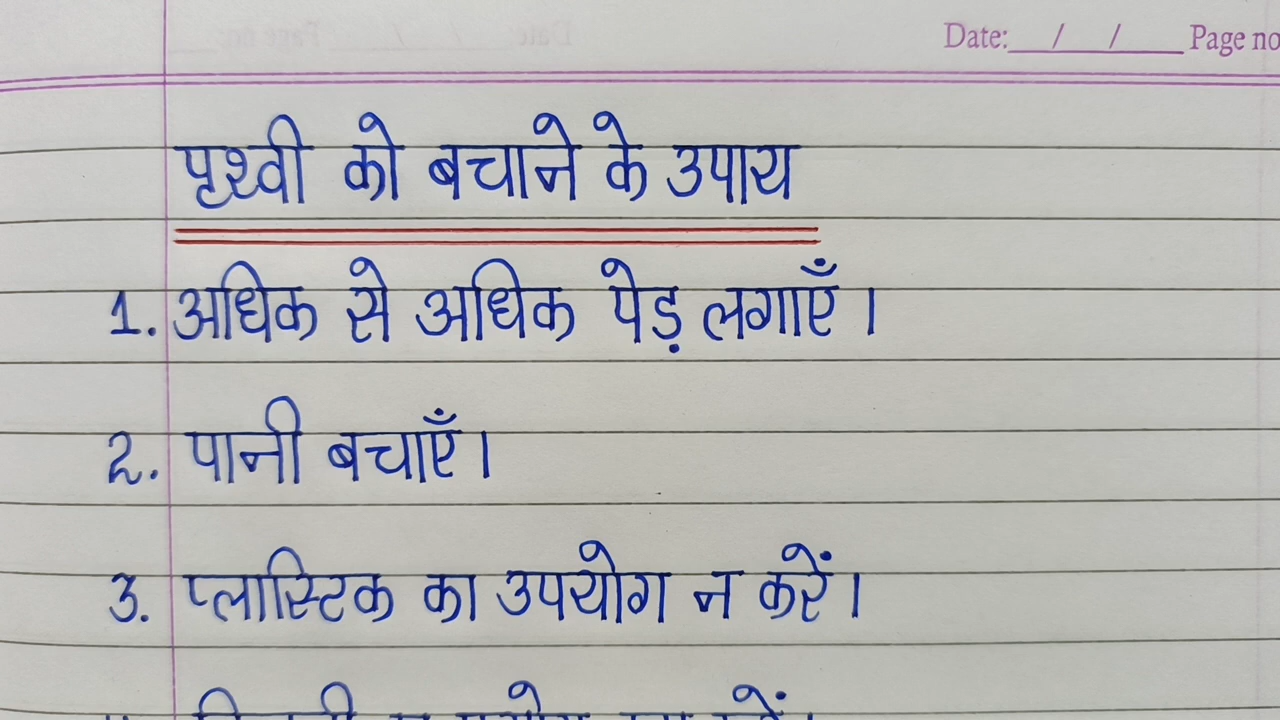 Date: / / Page no
पृथ्वी को बचाने के उपाय
1. अधिक से अधिक पेड़ लगाएँ।
2. पानी बचाएँ।
3. प्लास्टिक का उपयोग न करें।